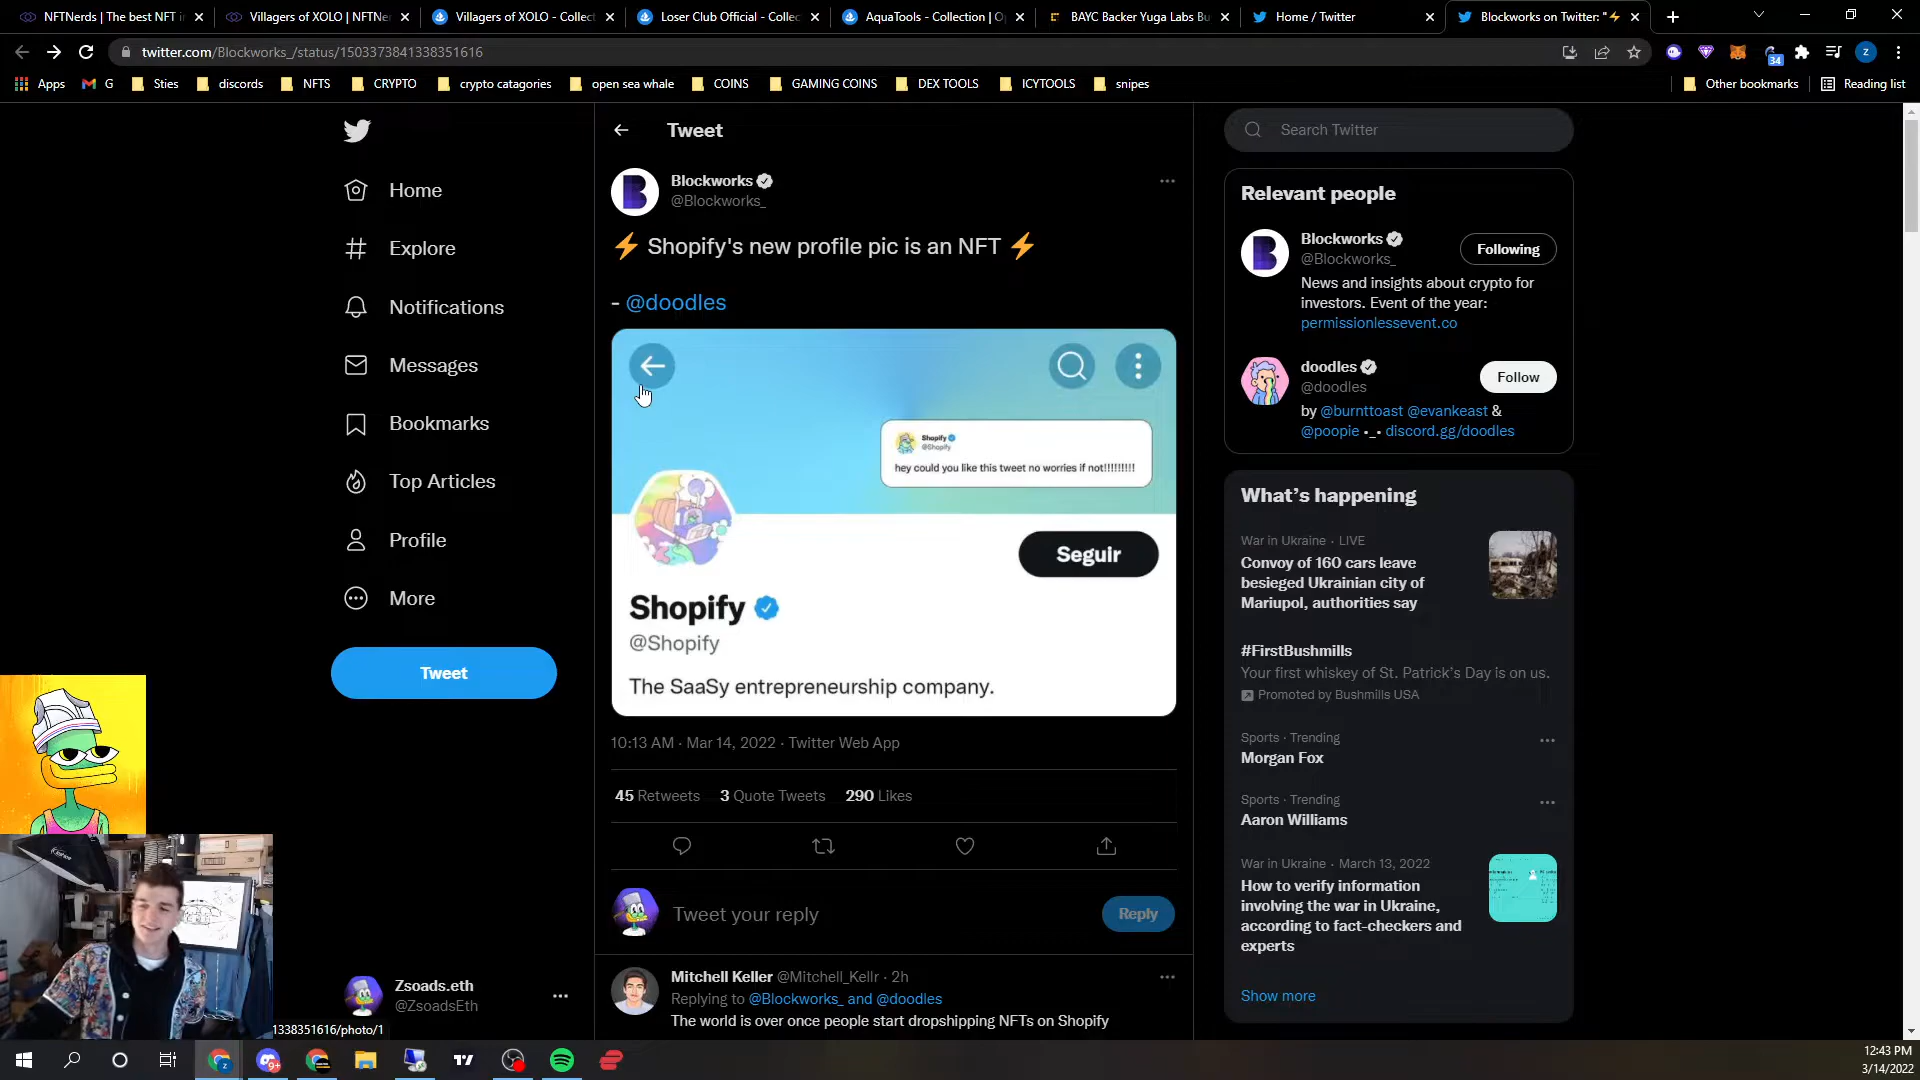 NFTNerds | The best NFT i
Villagers of XOLO | NFTNe
Villagers of XOLO - Collect
Loser Club Official - Collec
AquaTools - Collection | O
BAYC Backer Yuga Labs Bu
Home / Twitter
Blockworks on Twitter: "⚡
twitter.com/Blockworks_/status/1503373841338351616
34
Z
Apps
G
Sties
discords
NFTS
CRYPTO
crypto catagories
open sea whale
COINS
GAMING COINS
DEX TOOLS
ICYTOOLS
snipes
Other bookmarks
Reading list
Home
Explore
Notifications
Messages
Bookmarks
Top Articles
Profile
More
Tweet
Zsoads.eth
@ZsoadsEth
1338351616/photo/1
Tweet
Blockworks
@Blockworks_
⚡ Shopify's new profile pic is an NFT ⚡
- @doodles
Shopify
@Shopify
hey could you like this tweet no worries if not!!!!!!!!!
Seguir
Shopify
@Shopify
The SaaSy entrepreneurship company.
10:13 AM · Mar 14, 2022 · Twitter Web App
45 Retweets 3 Quote Tweets 290 Likes
Tweet your reply
Reply
Mitchell Keller @Mitchell_Kellr · 2h
Replying to @Blockworks_ and @doodles
The world is over once people start dropshipping NFTs on Shopify
Search Twitter
Relevant people
Blockworks
@Blockworks_
Following
News and insights about crypto for
investors. Event of the year:
permissionlessevent.co
doodles
@doodles
Follow
by @burnttoast @evankeast &
@poopie •_• discord.gg/doodles
What's happening
War in Ukraine · LIVE
Convoy of 160 cars leave
besieged Ukrainian city of
Mariupol, authorities say
#FirstBushmills
Your first whiskey of St. Patrick's Day is on us.
Promoted by Bushmills USA
Sports · Trending
Morgan Fox
Sports · Trending
Aaron Williams
War in Ukraine · March 13, 2022
How to verify information
involving the war in Ukraine,
according to fact-checkers and
experts
Show more
9+
12:43 PM
3/14/2022